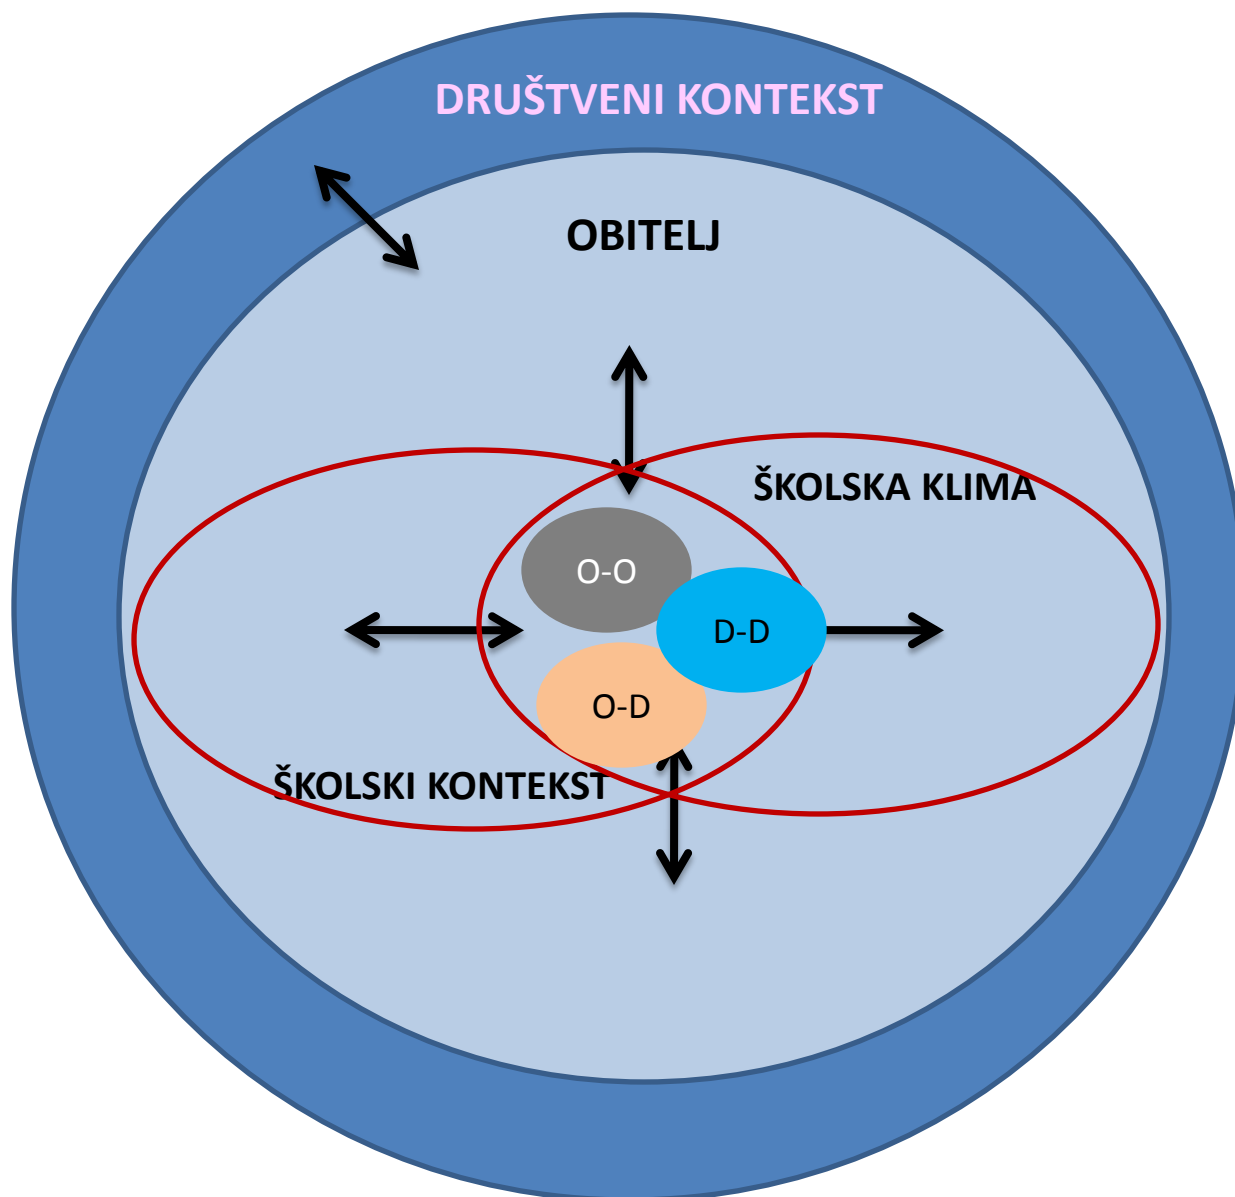 DRUŠTVENI KONTEKST
OBITELJ
ŠKOLSKA KLIMA
O-O
D-D
O-D
ŠKOLSKI KONTEKST